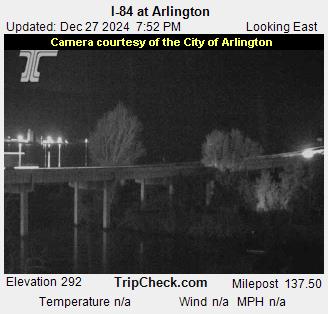 I-84 at Arlington
Updated: Dec 27 2024 7:52 PM Looking East
Camera courtesy of the City of Arlington
Elevation 292 TripCheck.com Milepost 137.50
Temperature n/a Wind n/a MPH n/a